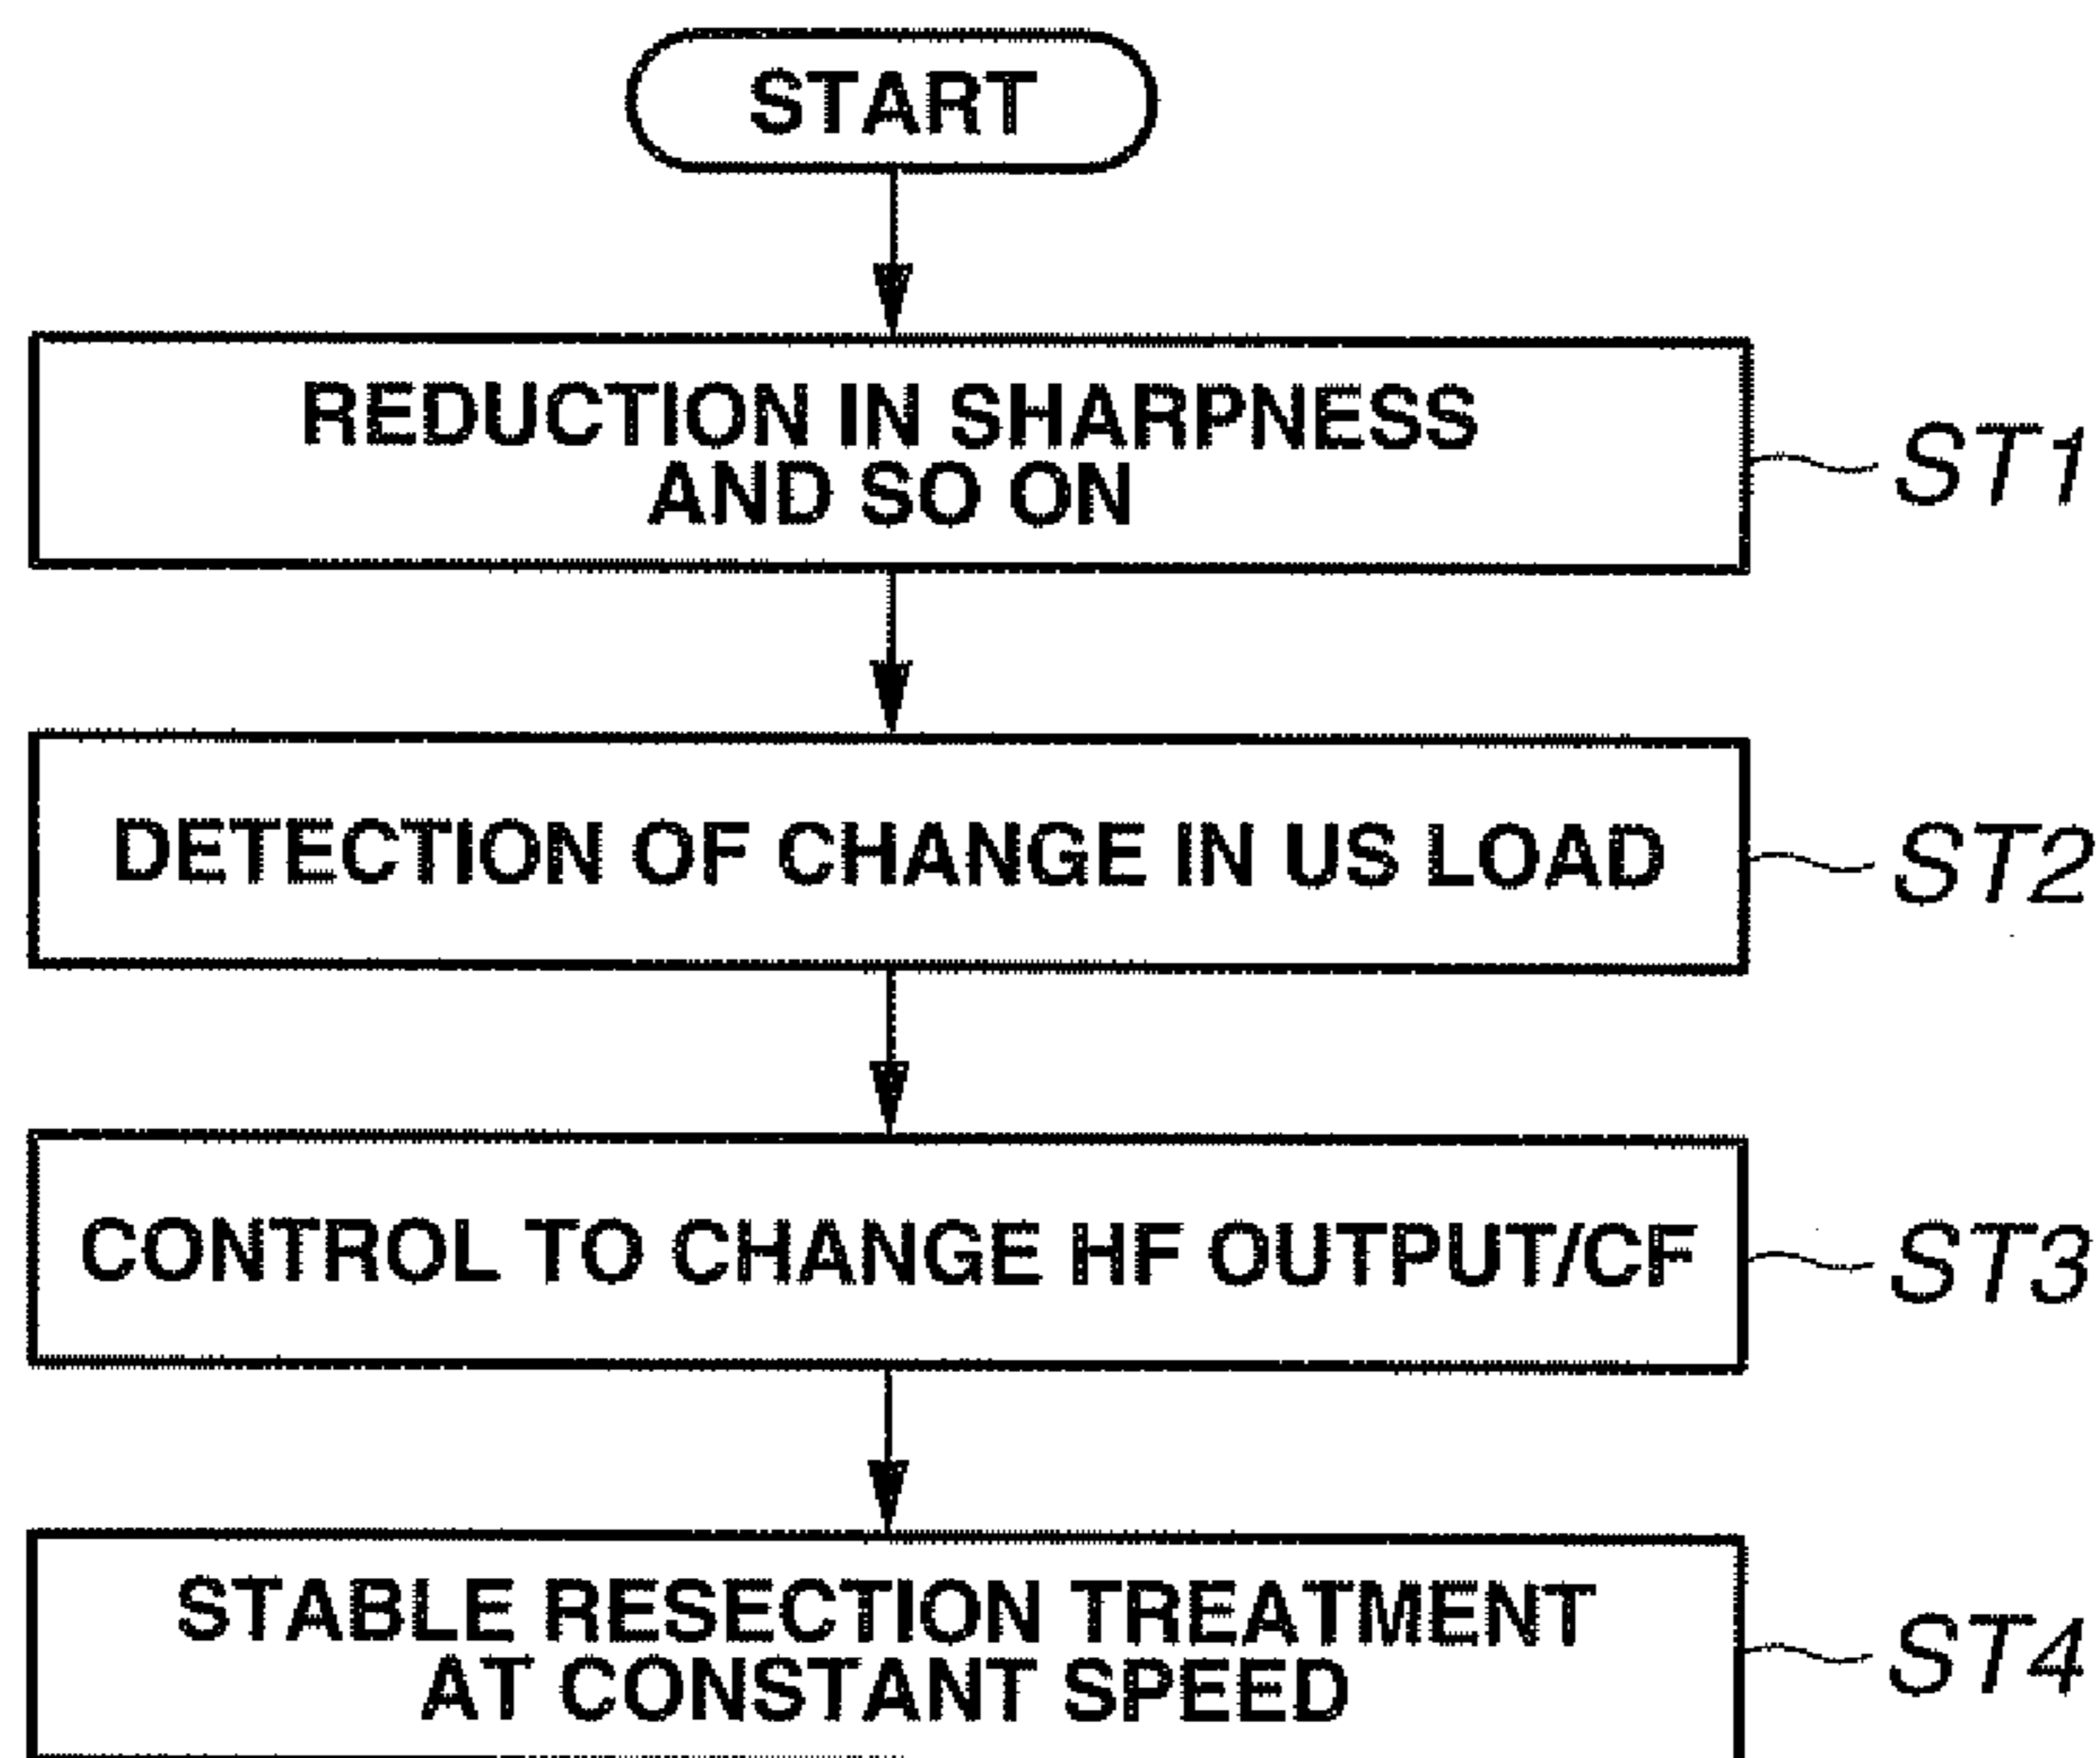 START
REDUCTION IN SHARPNESS
AND SO ON
ST1
DETECTION OF CHANGE IN US LOAD
ST2
CONTROL TO CHANGE HF OUTPUT/CF
ST3
STABLE RESECTION TREATMENT
AT CONSTANT SPEED
ST4